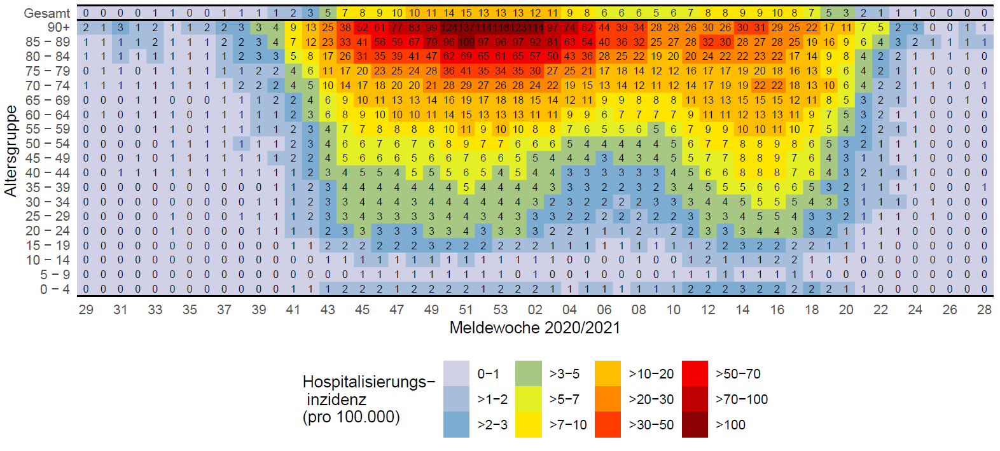 Gesamt 0 0 0 0 1 1 0 0 1 1 1 1 2 3 5 7 8 9 10 10 11 14 15 13 13 13 12 11 9 8 6 6 6 5 6 7 8 8 9 9 10 8 7 5 3 2 1 1 1 0 0 0 0
90+ 2 1 3 1 2 1 1 2 2 3 3 4 9 13 25 38 52 61 77 83 99 124 137 114 118 123 114 97 74 62 44 39 34 28 28 26 30 26 30 31 29 25 22 17 11 7 5 2 3 0 0 1 1
85 − 89 1 1 1 1 2 1 1 1 2 2 3 4 7 12 23 33 41 56 59 67 79 96 109 97 96 97 92 81 63 54 40 36 32 25 27 28 32 30 28 27 28 25 19 16 9 6 4 3 2 1 1 1 1
80 − 84 1 1 1 1 1 1 1 1 1 2 3 3 5 8 17 26 31 35 39 41 47 62 69 65 61 65 57 50 43 36 28 25 22 19 20 20 24 22 22 23 22 17 14 9 8 4 2 2 1 1 1 1 0
75 − 79 0 1 1 0 1 1 1 1 1 1 2 2 4 6 11 17 20 23 25 24 28 36 41 35 34 35 30 27 25 21 17 18 14 12 12 16 17 17 19 20 18 16 13 9 6 4 2 1 1 0 0 0 0
70 − 74 1 1 1 1 1 1 1 1 1 2 2 2 4 5 10 14 17 18 20 20 21 28 29 27 26 28 24 22 19 15 13 14 12 11 12 14 17 19 19 22 22 18 13 10 6 4 2 2 1 1 1 0 1
65 − 69 0 0 0 1 1 0 0 0 1 1 1 2 2 4 6 9 10 11 13 13 14 16 19 17 18 18 15 14 12 11 9 9 8 8 8 11 13 13 15 15 15 12 11 8 5 3 2 1 0 0 0 1 0
60 − 64 0 1 0 1 1 1 0 1 1 1 1 1 2 3 6 8 9 10 10 10 11 14 15 13 13 13 11 11 9 9 6 7 7 7 7 9 11 11 12 13 13 11 9 7 5 3 2 1 1 0 0 0 0
55 − 59 0 0 0 0 1 1 0 1 1 1 1 1 2 3 4 7 7 8 8 8 8 10 11 9 10 10 8 8 7 6 5 5 6 5 6 7 9 9 10 10 11 10 7 5 4 2 2 1 1 0 0 0 0
50 − 54 0 0 0 0 0 0 1 1 1 1 1 1 2 3 4 6 6 7 6 7 6 8 9 7 7 6 6 6 5 4 4 4 4 4 5 6 7 7 8 8 9 8 6 5 3 2 1 1 1 0 0 0 0
45 − 49 0 0 0 0 0 1 0 0 0 0 0 1 2 2 4 5 6 6 6 5 6 6 7 6 6 5 5 4 4 4 3 4 3 4 5 5 7 7 8 8 8 7 6 4 3 1 1 1 1 0 0 0 0
40 − 44 0 0 1 1 1 1 1 1 1 1 1 1 1 2 3 4 5 5 4 5 5 5 6 5 4 5 4 4 3 3 3 3 3 3 4 5 6 6 8 8 8 7 6 4 3 2 1 1 0 0 0 0 0
35 − 39 0 0 0 0 0 0 0 0 0 0 0 1 1 2 3 4 4 4 4 4 4 4 5 4 4 4 4 3 3 3 2 2 3 2 3 4 5 5 5 6 6 6 5 3 2 1 1 1 1 0 0 0 1
30 − 34 0 0 0 0 0 0 0 0 0 0 1 1 1 2 3 4 4 4 4 3 4 4 4 4 4 4 3 2 3 2 2 2 2 3 3 4 4 4 5 5 5 5 4 3 3 1 1 1 0 1 0 0 0
25 − 29 0 0 0 0 0 1 0 0 0 1 1 1 1 2 3 3 4 4 3 3 3 4 4 3 4 4 3 3 2 2 2 2 2 2 2 3 3 3 4 5 5 4 3 3 2 1 1 1 0 0 0 0 0
20 − 24 0 0 0 0 0 1 0 0 0 0 1 1 1 1 2 3 3 3 3 3 3 3 4 3 3 3 3 2 2 1 1 1 2 1 2 2 3 3 3 4 4 3 3 2 1 1 1 1 0 0 0 0 0
15 − 19 0 0 0 0 0 0 0 0 0 0 0 0 1 1 2 2 2 2 2 2 3 2 2 2 2 2 2 1 1 1 1 1 1 1 1 1 2 2 3 2 2 2 2 1 1 1 1 0 0 0 0 0 0
10 − 14 0 0 0 0 0 0 0 0 0 0 0 0 0 0 1 1 1 1 1 1 1 1 1 1 1 1 1 1 0 0 0 0 1 0 0 1 2 1 1 1 2 2 1 1 1 0 0 0 0 0 0 0 0
5 − 9 0 0 0 0 0 0 0 0 0 0 0 0 0 0 0 0 1 1 1 1 1 1 1 1 1 0 1 0 0 1 0 0 0 1 1 1 1 1 1 1 1 1 1 0 0 0 0 0 0 0 0 0 0
0 − 4 0 0 0 0 0 0 0 0 0 0 0 0 1 1 1 2 2 2 1 2 2 2 2 1 2 2 2 1 1 1 1 1 1 1 1 2 2 2 3 2 2 2 2 2 1 1 0 0 0 0 0 0 0
29 31 33 35 37 39 41 43 45 47 49 51 53 02 04 06 08 10 12 14 16 18 20 22 24 26 28
Altersgruppe
Meldewoche 2020/2021
Hospitalisierungs−
inzidenz
(pro 100.000)
0−1 >3−5 >10−20 >50−70
>1−2 >5−7 >20−30 >70−100
>2−3 >7−10 >30−50 >100